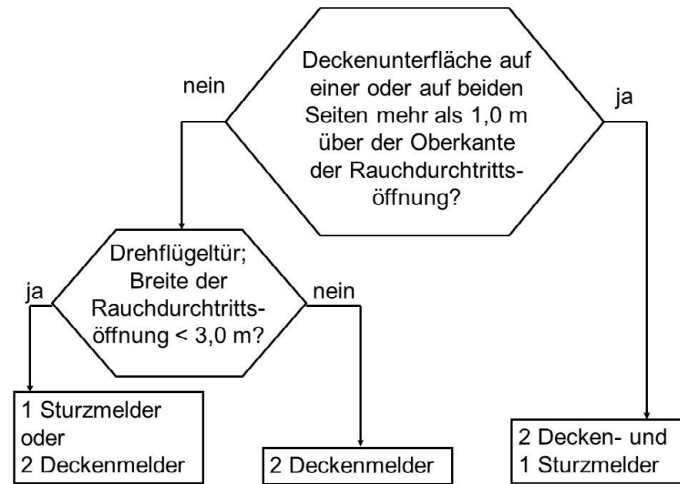 Deckenunterfläche auf
einer oder auf beiden
Seiten mehr als 1,0 m
über der Oberkante
der Rauchdurchtritts-
öffnung?
nein
ja
Drehflügeltür;
Breite der
Rauchdurchtritts-
öffnung < 3,0 m?
ja
nein
1 Sturzmelder
oder
2 Deckenmelder
2 Deckenmelder
2 Decken- und
1 Sturzmelder